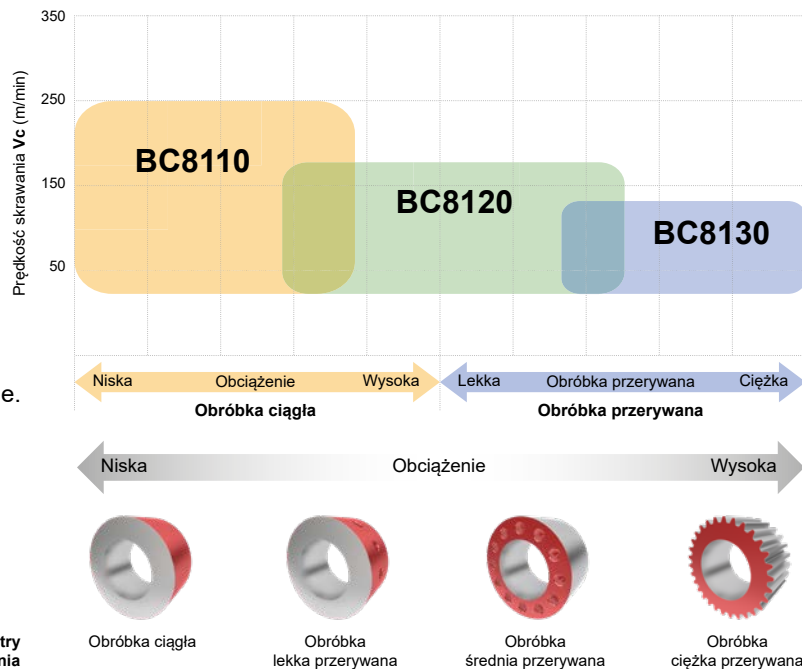 350
250
150
50
Prędkość skrawania Vc (m/min)
BC8110
BC8120
BC8130
Niska Obciążenie Wysoka Lekka Obróbka przerywana Ciężka
e.
Obróbka ciągła Obróbka przerywana
Niska Obciążenie Wysoka
try
nia
Obróbka ciągła
Obróbka
lekka przerywana
Obróbka
średnia przerywana
Obróbka
ciężka przerywana